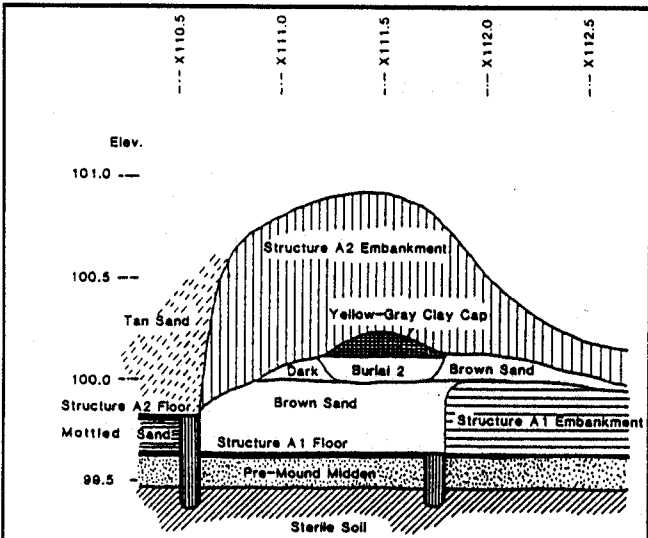 X110.5
X111.0
X111.5
X112.0
X112.5
Elev.
101.0
100.5
100.0
99.5
Structure A2 Embankment
Yellow-Gray Clay Cap
Tan Sand
Dark
Burial 2
Brown Sand
Brown Sand
Structure A2 Floor
Structure A1 Embankment
Mottled Sand
Structure A1 Floor
Pre-Mound Midden
Sterile Soil